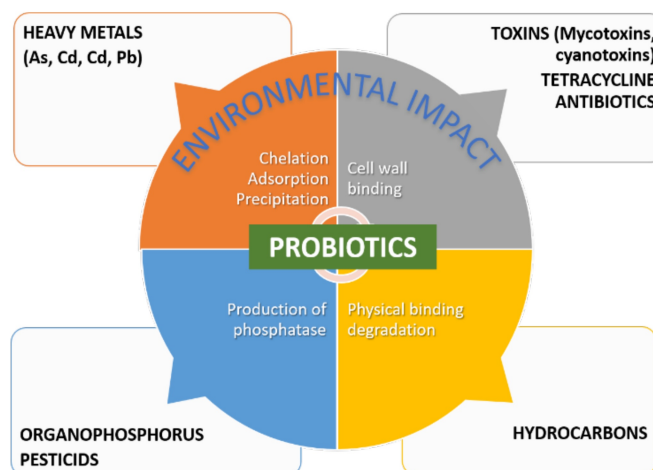 HEAVY METALS
(As, Cd, Cd, Pb)
TOXINS (Mycotoxins,
cyanotoxins)
TETRACYCLINE
ANTIBIOTICS
ENVIRONMENTAL IMPACT
Chelation
Adsorption
Precipitation
Cell wall
binding
PROBIOTICS
Production of
phosphatase
Physical binding
degradation
ORGANOPHOSPHORUS
PESTICIDS
HYDROCARBONS